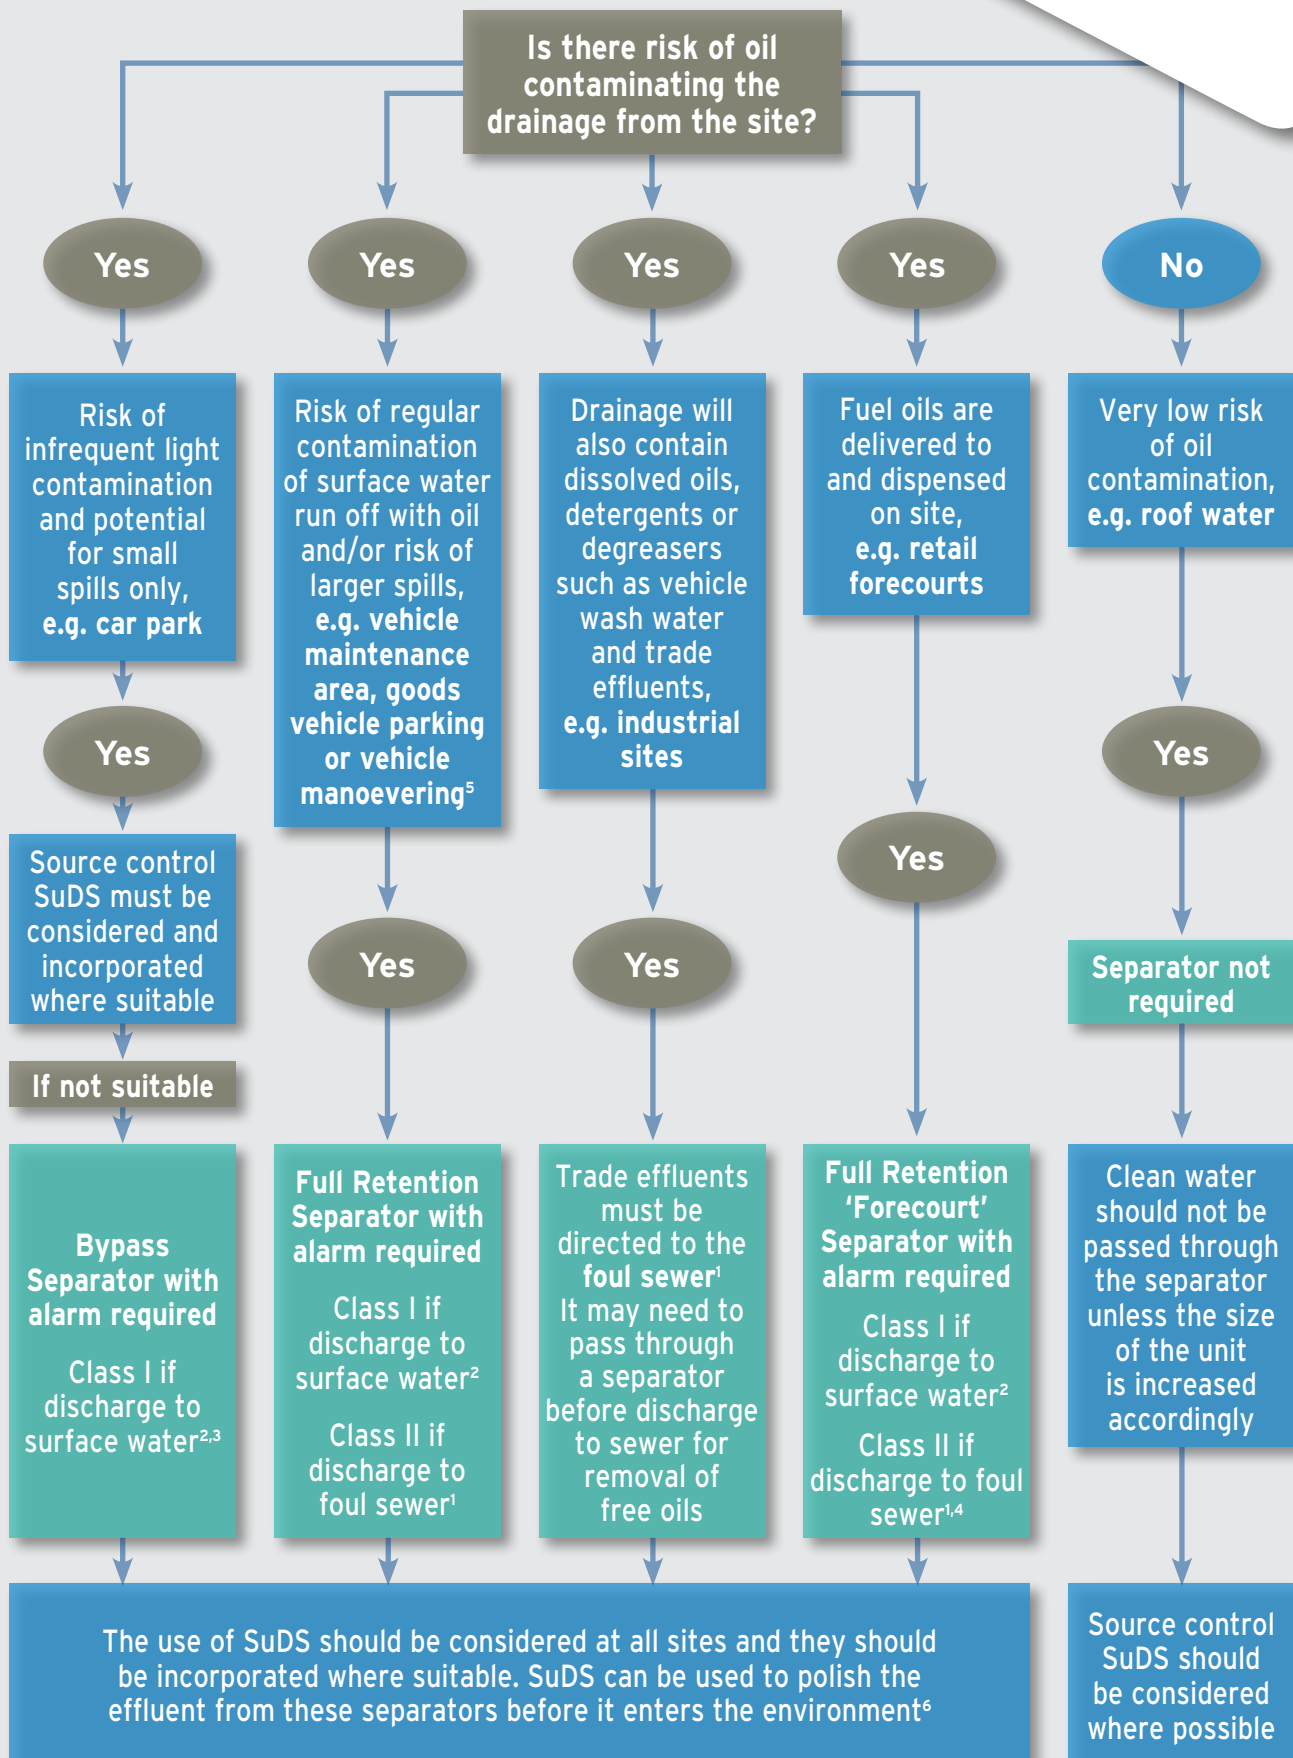 Is there risk of oil
contaminating the
drainage from the site?
Yes
Yes
Yes
Yes
No
Risk of
infrequent light
contamination
and potential
for small
spills only,
e.g. car park
Yes
Source control
SuDS must be
considered and
incorporated
where suitable
If not suitable
Bypass
Separator with
alarm required
Class I if
discharge to
surface water²,³
Risk of regular
contamination
of surface water
run off with oil
and/or risk of
larger spills,
e.g. vehicle
maintenance
area, goods
vehicle parking
or vehicle
manoevering⁵
Yes
Full Retention
Separator with
alarm required
Class I if
discharge to
surface water²
Class II if
discharge to
foul sewer¹
Drainage will
also contain
dissolved oils,
detergents or
degreasers
such as vehicle
wash water
and trade
effluents,
e.g. industrial
sites
Yes
Trade effluents
must be
directed to the
foul sewer¹
It may need to
pass through
a separator
before discharge
to sewer for
removal of
free oils
Fuel oils are
delivered to
and dispensed
on site,
e.g. retail
forecourts
Yes
Full Retention
‘Forecourt’
Separator with
alarm required
Class I if
discharge to
surface water²
Class II if
discharge to foul
sewer¹,⁴
Very low risk
of oil
contamination,
e.g. roof water
Yes
Separator not
required
Clean water
should not be
passed through
the separator
unless the size
of the unit
is increased
accordingly
The use of SuDS should be considered at all sites and they should
be incorporated where suitable. SuDS can be used to polish the
effluent from these separators before it enters the environment⁶
Source control
SuDS should
be considered
where possible